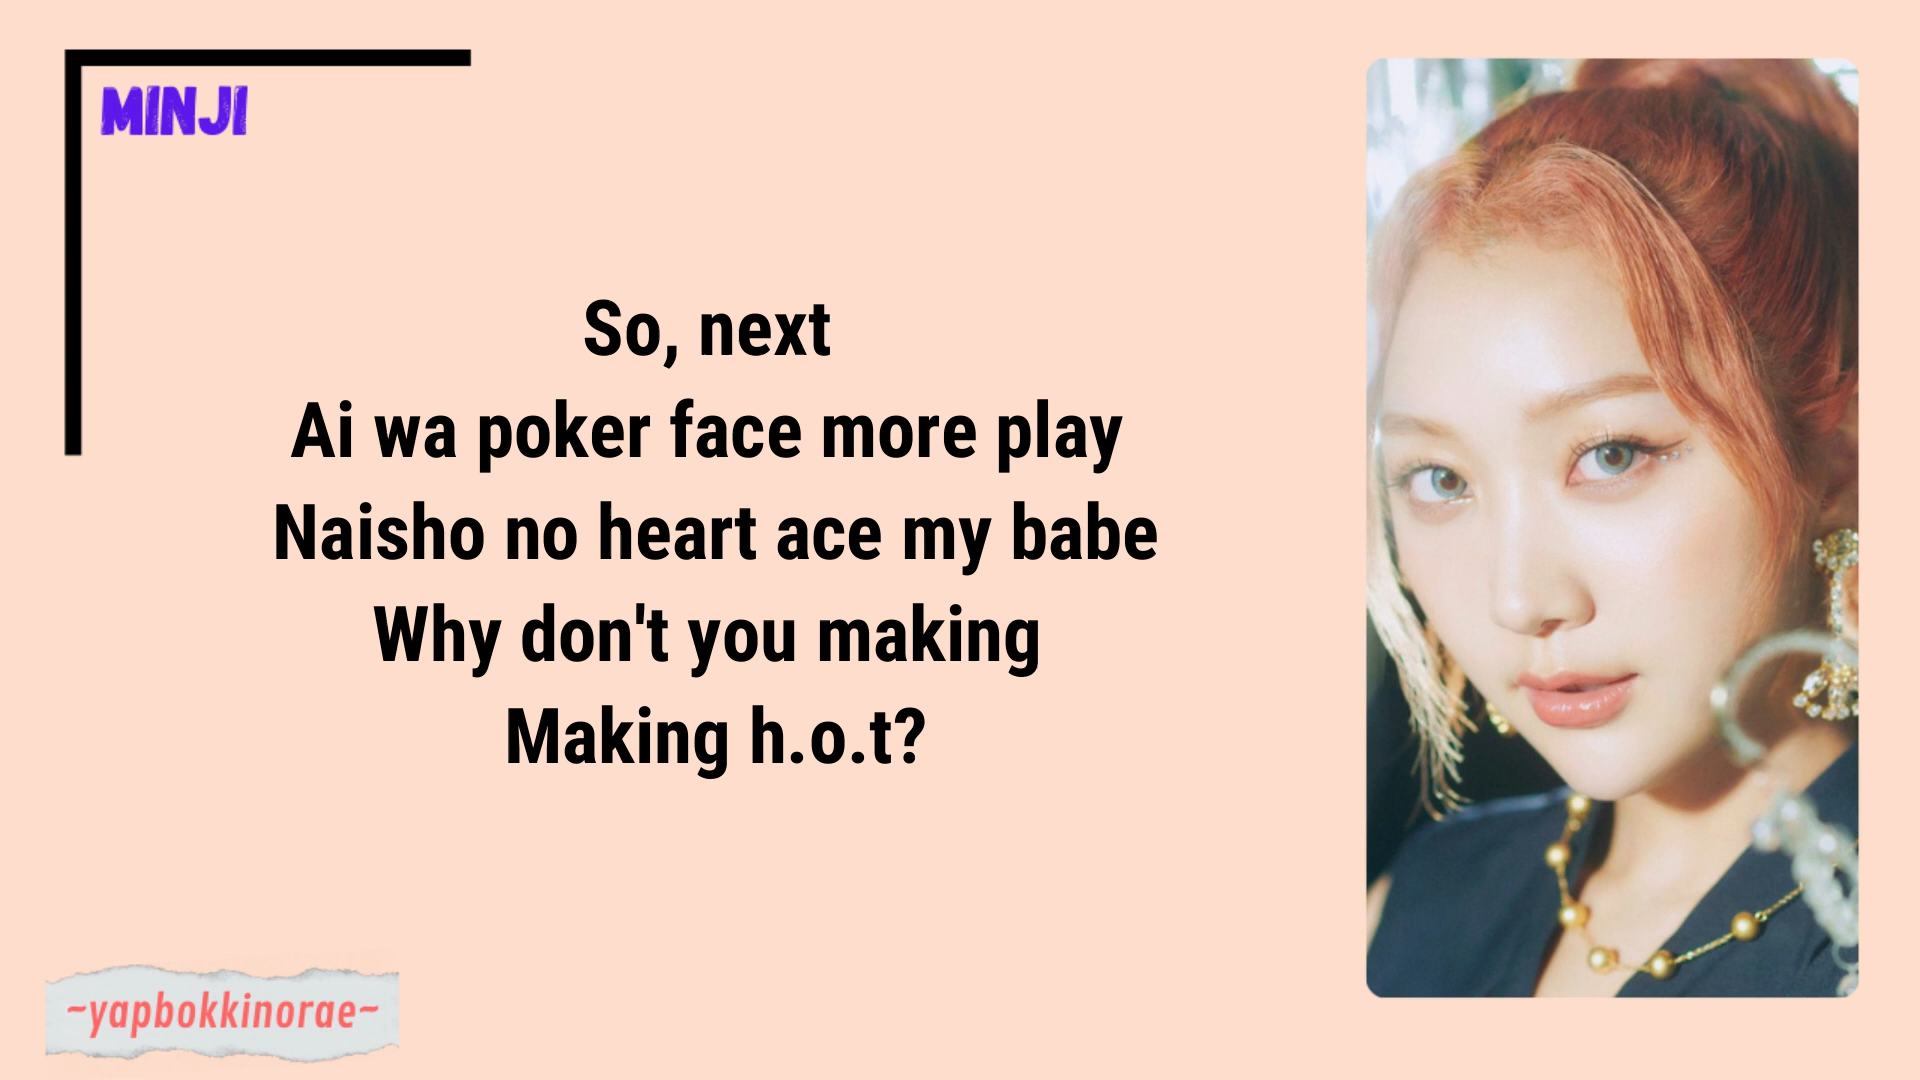 MINJI
So, next
Ai wa poker face more play
Naisho no heart ace my babe
Why don't you making
Making h.o.t?
~yapbokkinorae~